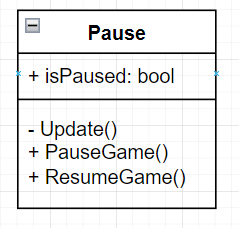 Pause
+ isPaused: bool
- Update()
+ PauseGame()
+ ResumeGame()